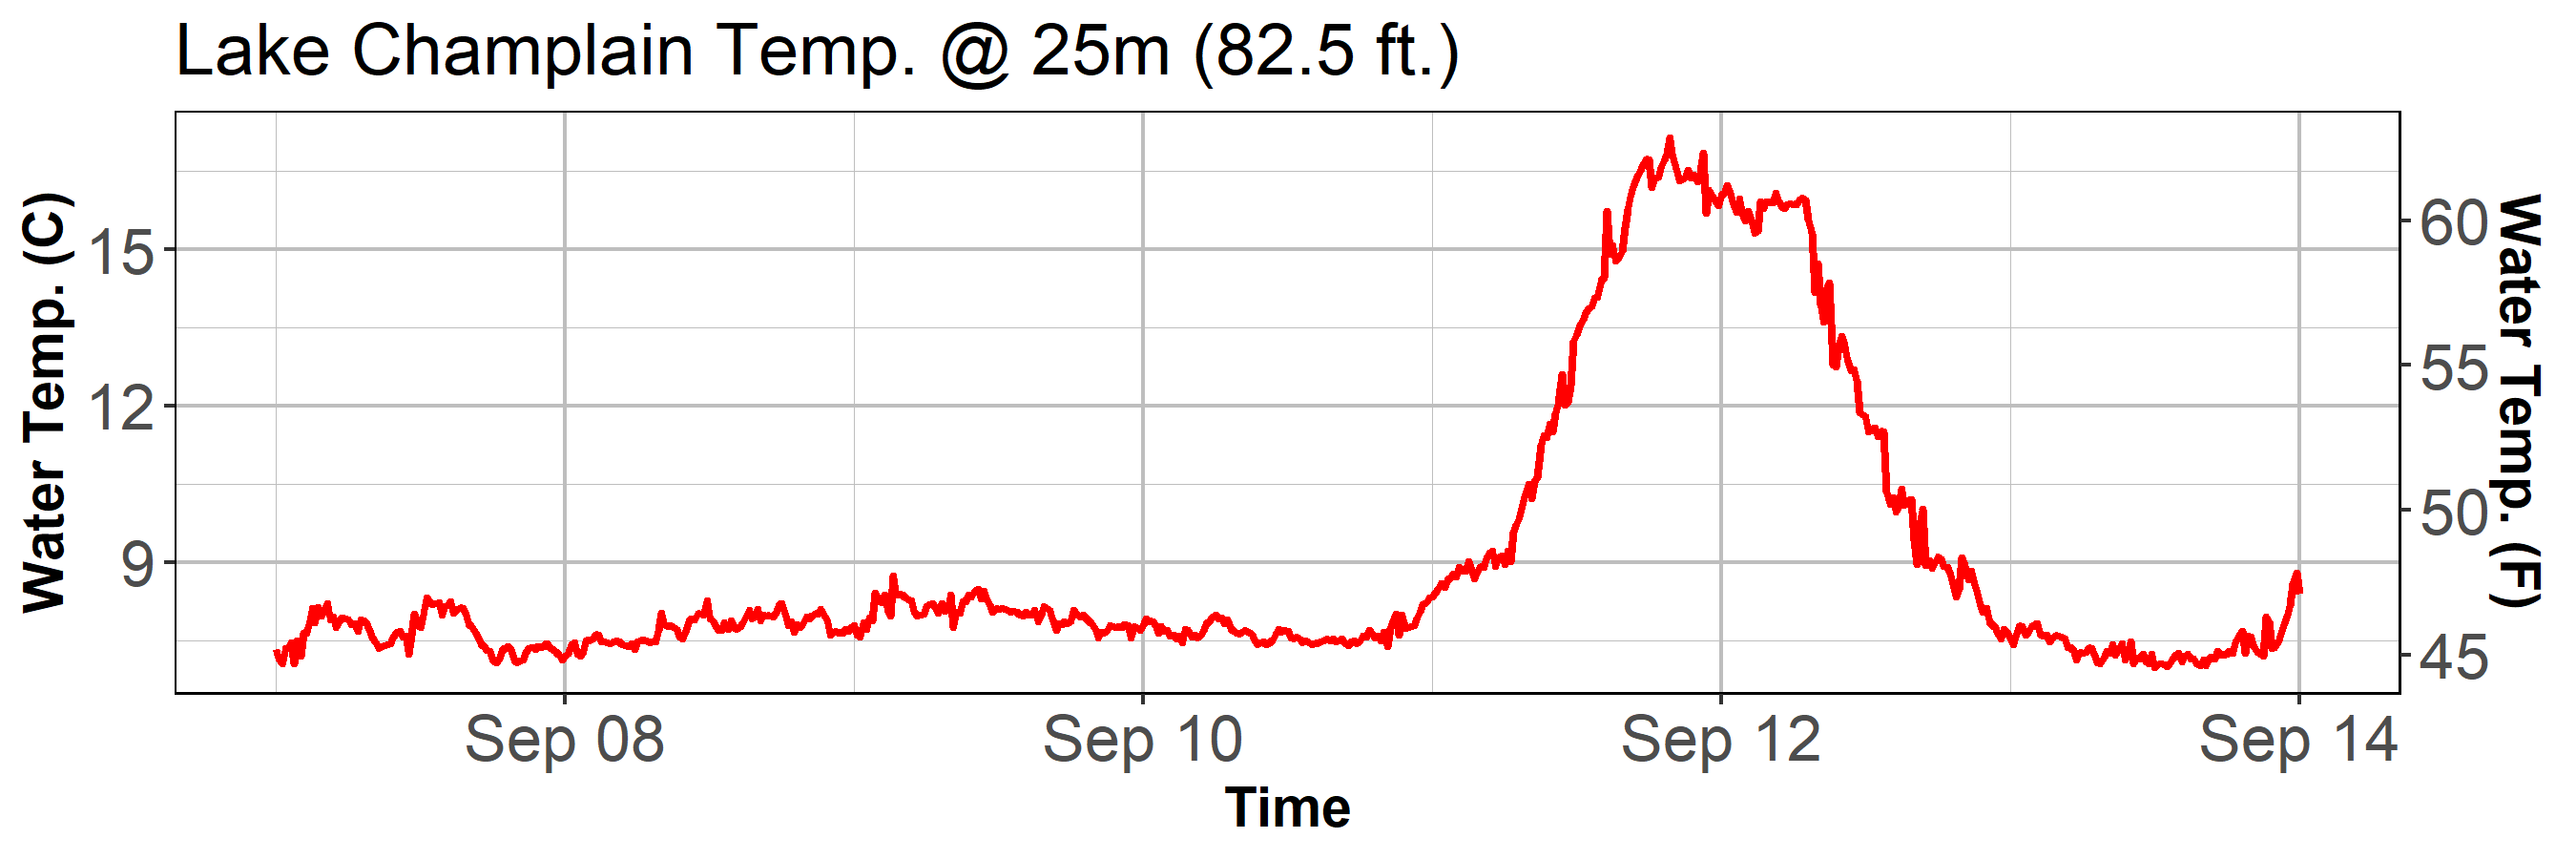 Lake Champlain Temp. @ 25m (82.5 ft.)
Water Temp. (C)
15
12
9
60
55
50
45
Water Temp. (F)
Sep 08
Sep 10
Sep 12
Sep 14
Time